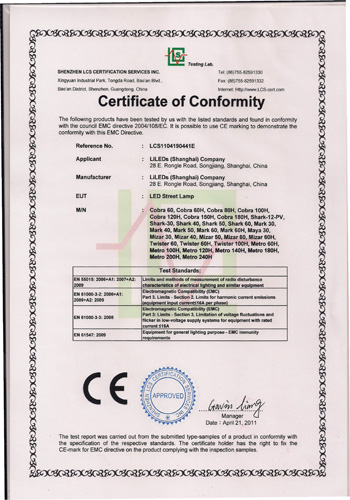 LCS
Testing Lab.
SHENZHEN LCS CERTIFICATION SERVICES INC.
Tel: (86)755-82591330
Xingyuan Industrial Park, Tongda Road, Bao'an Blvd.,
Fax: (86)755-82591332
Bao'an District, Shenzhen, Guangdong, China
Internet: Http://www.LCS-cert.com
Certificate of Conformity
The following products have been tested by us with the listed standards and found in conformity
with the council EMC directive 2004/108/EC. It is possible to use CE marking to demonstrate the
conformity with this EMC Directive.
Reference No. : LCS1104190441E
Applicant : LiLEDs (Shanghai) Company
28 E. Rongle Road, Songjiang, Shanghai, China
Manufacturer : LiLEDs (Shanghai) Company
28 E. Rongle Road, Songjiang, Shanghai, China
EUT : LED Street Lamp
M/N : Cobra 60, Cobra 60H, Cobra 80H, Cobra 100H,
Cobra 120H, Cobra 150H, Cobra 180H, Shark-12-PV,
Shark-30, Shark 40, Shark 50, Shark 60, Mark 30,
Mark 40, Mark 50, Mark 60, Mark 60H, Maya 30,
Mizar 30, Mizar 40, Mizar 50, Mizar 60, Mizar 60H,
Twister 60, Twister 60H, Twister 100H, Metro 60H,
Metro 100H, Metro 120H, Metro 140H, Metro 180H,
Metro 200H, Metro 240H
Test Standards:
EN 55015: 2006+A1: 2007+A2: 2009
Limits and methods of measurement of radio disturbance
characteristics of electrical lighting and similar equipment
EN 61000-3-2: 2006+A1: 2009+A2: 2009
Electromagnetic Compatibility (EMC)
Part 3. Limits - Section 2. Limits for harmonic current emissions
(equipment input current≤16A per phase)
EN 61000-3-3: 2008
Electromagnetic Compatibility (EMC)
Part 3. Limits - Section 3. Limitation of voltage fluctuations and
flicker in low-voltage supply systems for equipment with rated
current ≤16A
EN 61547: 2009
Equipment for general lighting purpose - EMC immunity
requirements
CE
APPROVED
Manager
Date : April 21, 2011
The test report was carried out from the submitted type-samples of a product in conformity with
the specification of the respective standards. The certificate holder has the right to fix the
CE-mark for EMC directive on the product complying with the inspection samples.